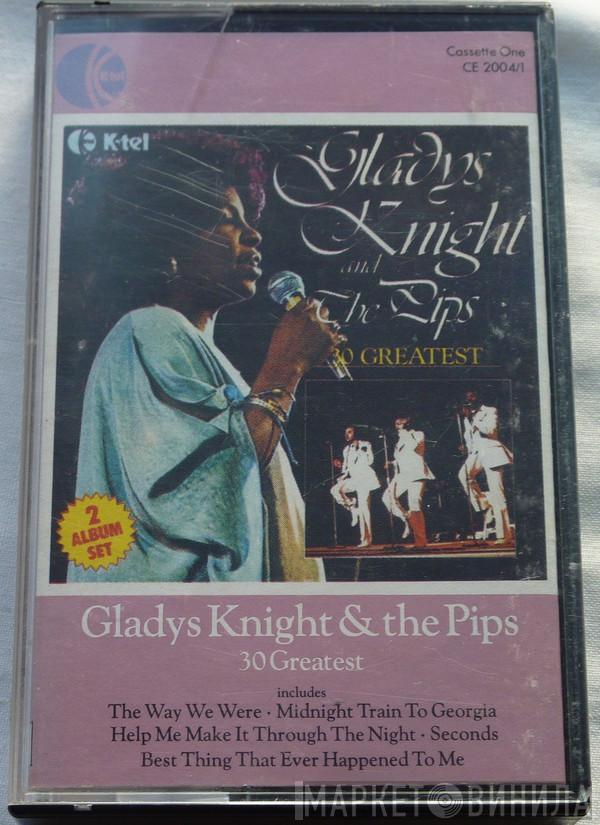 K-tel
Cassette One
CE 2004/1
K-tel
Gladys
Knight
and
The Pips
30 GREATEST
2
ALBUM
SET
Gladys Knight & the Pips
30 Greatest
includes
The Way We Were · Midnight Train To Georgia
Help Me Make It Through The Night · Seconds
Best Thing That Ever Happened To Me
МАРКЕТ ВИНИЛА